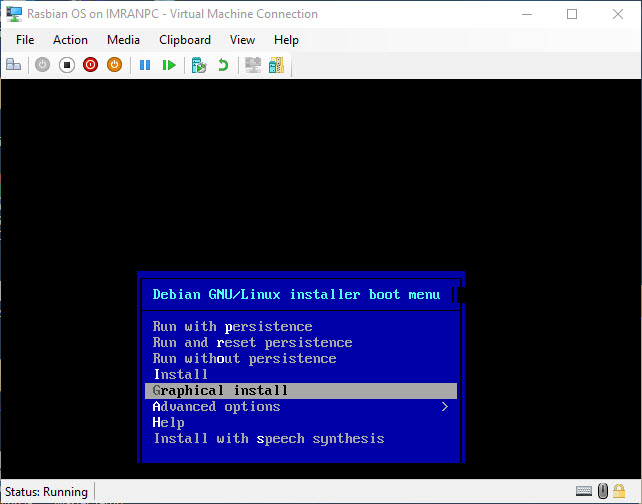 Rasbian OS on IMRANPC - Virtual Machine Connection
File Action Media Clipboard View Help
Debian GNU/Linux installer boot menu
Run with persistence
Run and reset persistence
Run without persistence
Install
Graphical install
Advanced options >
Help
Install with speech synthesis
Status: Running